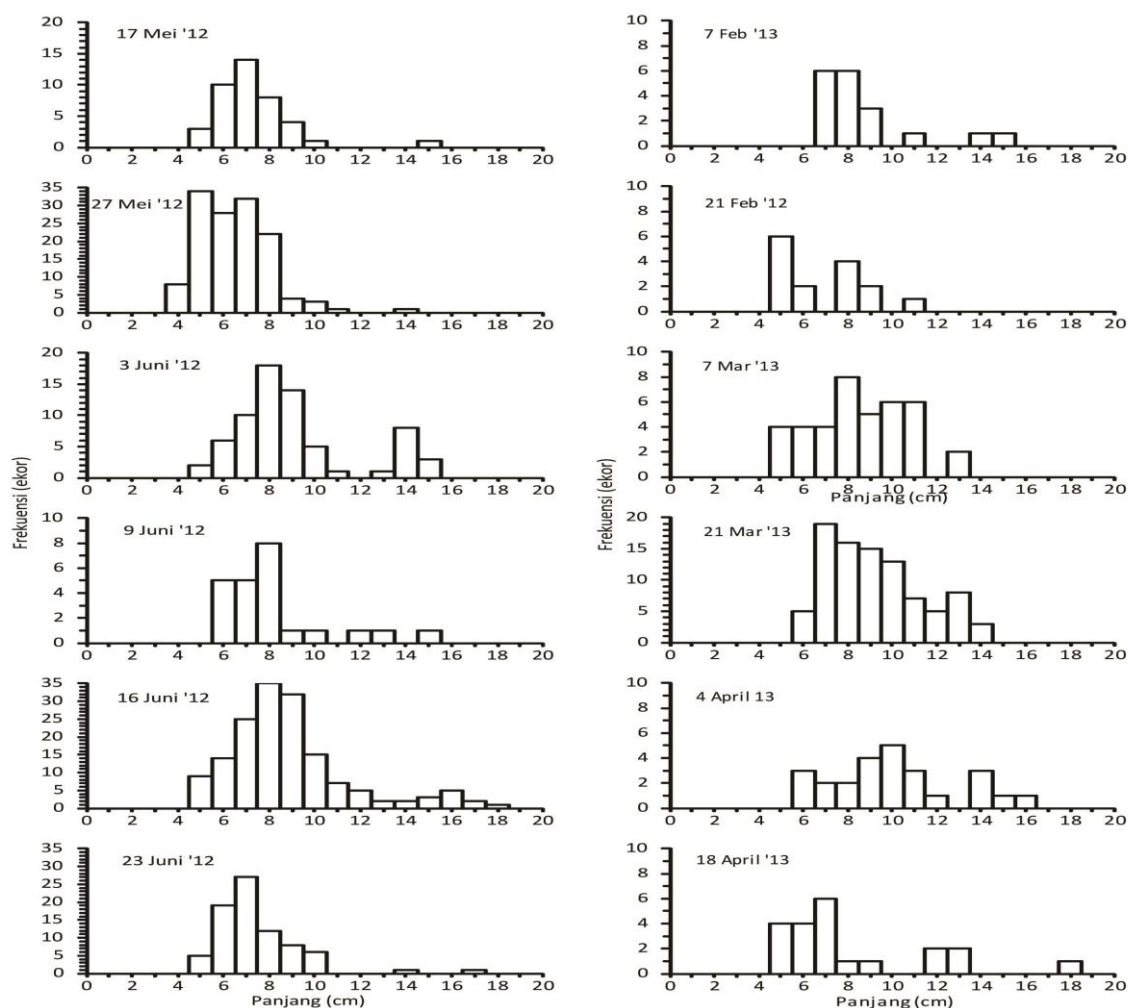 17 Mei '12
20
15
10
5
0
0 2 4 6 8 10 12 14 16 18 20
27 Mei '12
35
30
25
20
15
10
5
0
0 2 4 6 8 10 12 14 16 18 20
3 Juni '12
20
15
10
5
0
0 2 4 6 8 10 12 14 16 18 20
Frekuensi (ekor)
9 Juni '12
10
8
6
4
2
0
0 2 4 6 8 10 12 14 16 18 20
16 Juni '12
35
30
25
20
15
10
5
0
0 2 4 6 8 10 12 14 16 18 20
23 Juni '12
35
30
25
20
15
10
5
0
0 2 4 6 8 10 12 14 16 18 20
Panjang (cm)
7 Feb '13
10
8
6
4
2
0
0 2 4 6 8 10 12 14 16 18 20
21 Feb '12
10
8
6
4
2
0
0 2 4 6 8 10 12 14 16 18 20
7 Mar '13
10
8
6
4
2
0
0 2 4 6 8 10 12 14 16 18 20
Panjang (cm)
Frekuensi (ekor)
21 Mar '13
20
15
10
5
0
0 2 4 6 8 10 12 14 16 18 20
4 April 13
10
8
6
4
2
0
0 2 4 6 8 10 12 14 16 18 20
18 April '13
10
8
6
4
2
0
0 2 4 6 8 10 12 14 16 18 20
Panjang (cm)